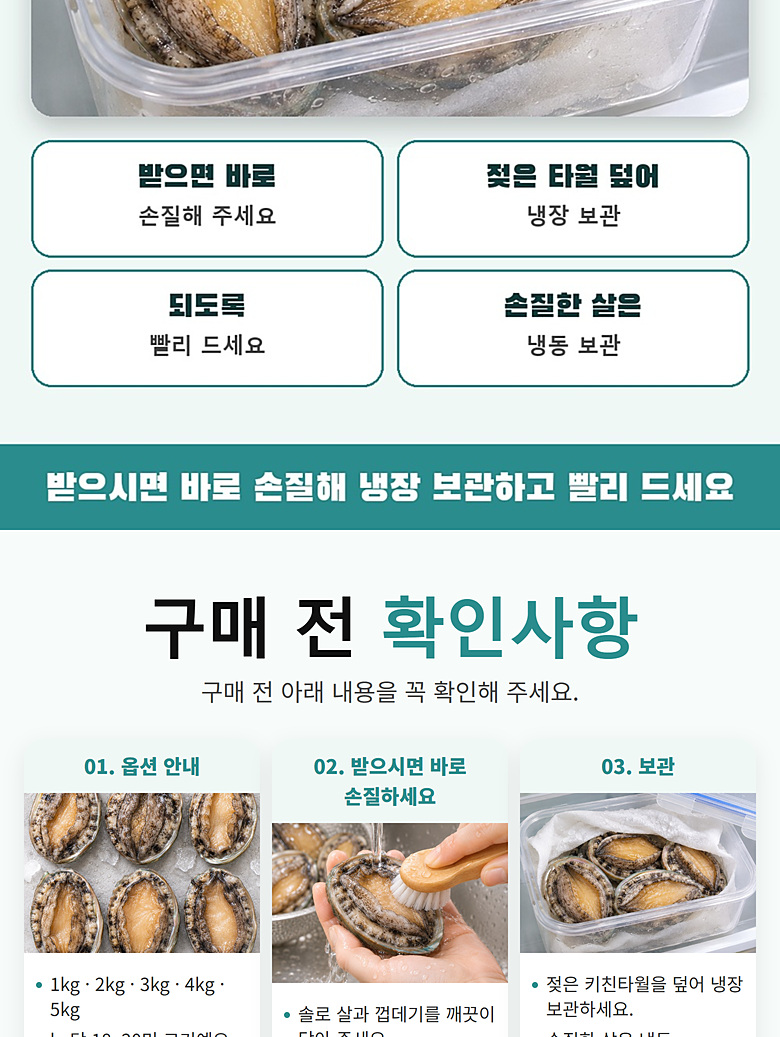 받으면 바로
손질해 주세요
젖은 타월 덮어
냉장 보관
되도록
빨리 드세요
손질한 살은
냉동 보관
받으시면 바로 손질해 냉장 보관하고 빨리 드세요
구매 전 확인사항
구매 전 아래 내용을 꼭 확인해 주세요.
01. 옵션 안내
• 1kg · 2kg · 3kg · 4kg ·
5kg
02. 받으시면 바로
손질하세요
• 솔로 살과 껍데기를 깨끗이
03. 보관
• 젖은 키친타월을 덮어 냉장
보관하세요.